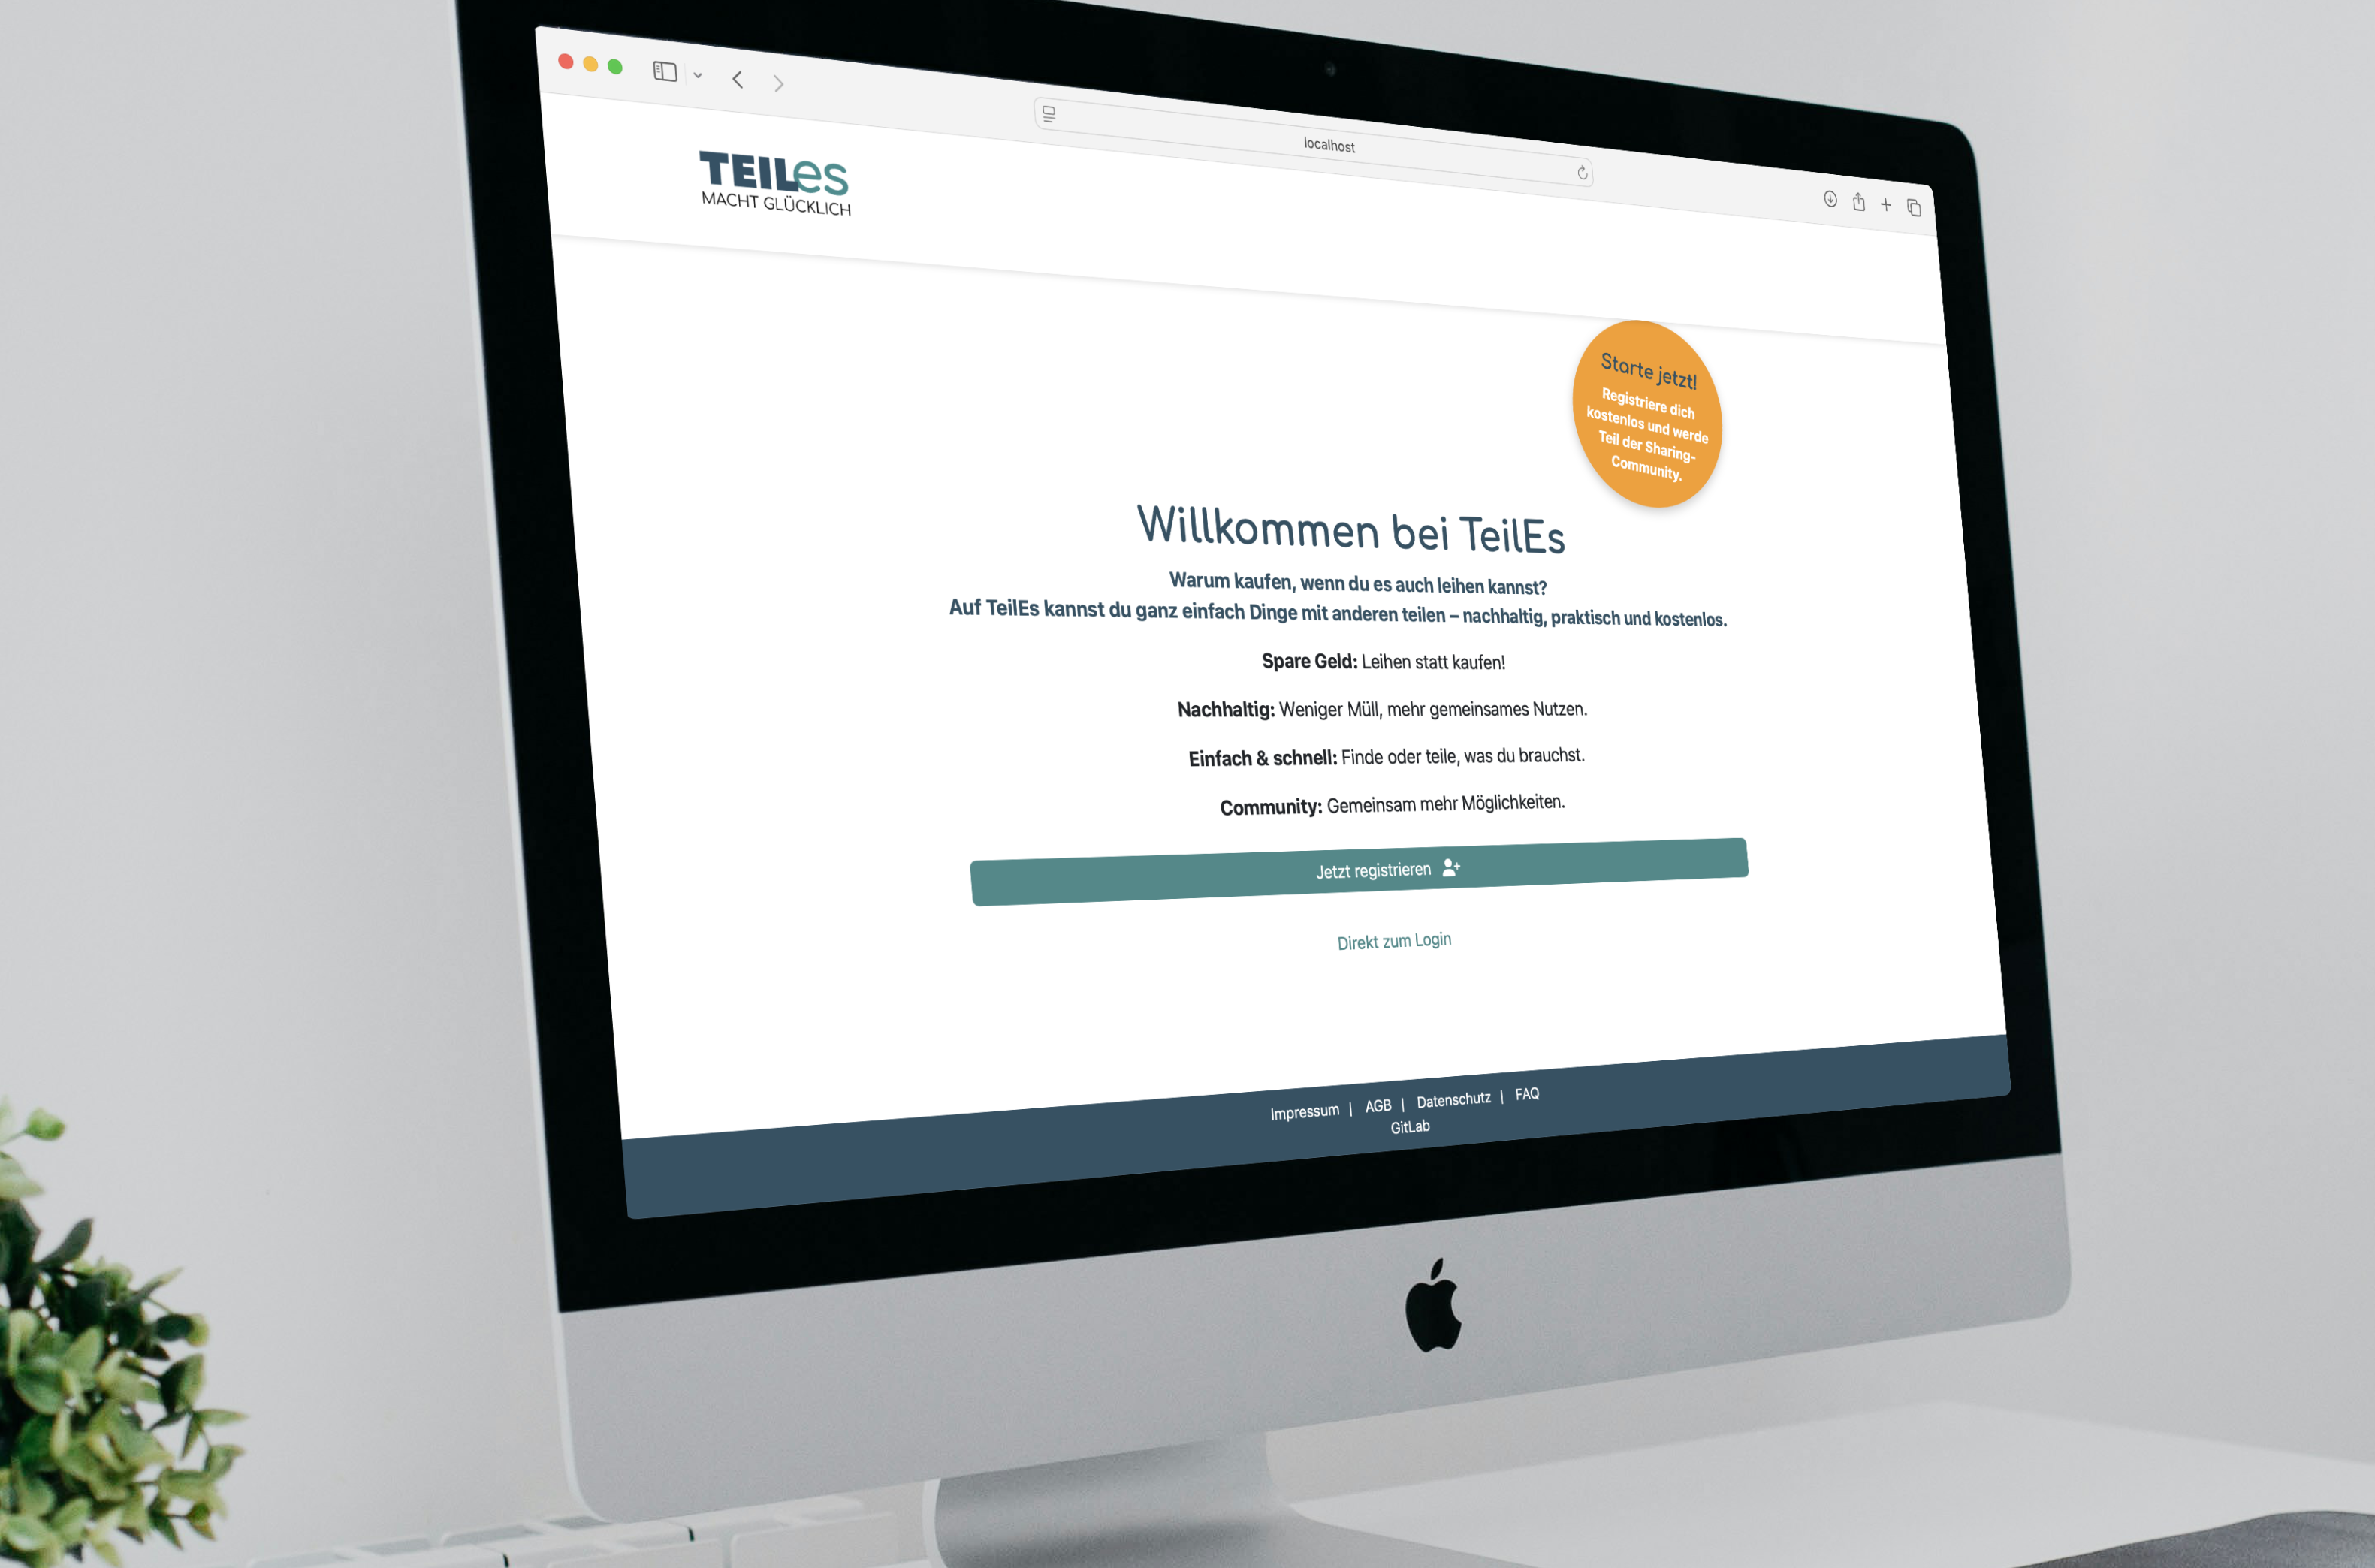 localhost
TEILes
MACHT GLÜCKLICH
Starte jetzt!
Registriere dich
kostenlos und werde
Teil der Sharing-
Community.
Willkommen bei TeilEs
Warum kaufen, wenn du es auch leihen kannst?
Auf TeilEs kannst du ganz einfach Dinge mit anderen teilen – nachhaltig, praktisch und kostenlos.
Spare Geld: Leihen statt kaufen!
Nachhaltig: Weniger Müll, mehr gemeinsames Nutzen.
Einfach & schnell: Finde oder teile, was du brauchst.
Community: Gemeinsam mehr Möglichkeiten.
Jetzt registrieren
Direkt zum Login
Impressum | AGB | Datenschutz | FAQ
GitLab